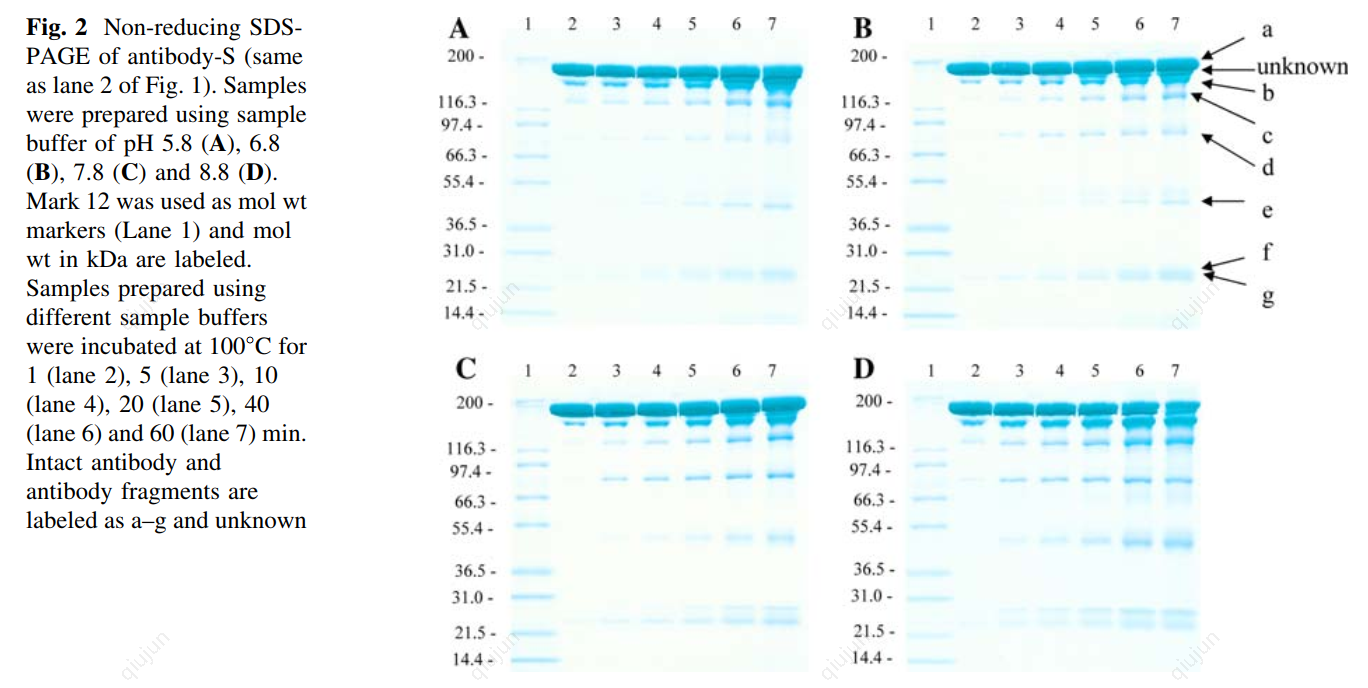 Fig. 2 Non-reducing SDS-
PAGE of antibody-S (same
as lane 2 of Fig. 1). Samples
were prepared using sample
buffer of pH 5.8 (A), 6.8
(B), 7.8 (C) and 8.8 (D).
Mark 12 was used as mol wt
markers (Lane 1) and mol
wt in kDa are labeled.
Samples prepared using
different sample buffers
were incubated at 100°C for
1 (lane 2), 5 (lane 3), 10
(lane 4), 20 (lane 5), 40
(lane 6) and 60 (lane 7) min.
Intact antibody and
antibody fragments are
labeled as a–g and unknown
A 1 2 3 4 5 6 7
200 -
116.3 -
97.4 -
66.3 -
55.4 -
36.5 -
31.0 -
21.5 -
14.4 -
B 1 2 3 4 5 6 7
200 -
116.3 -
97.4 -
66.3 -
55.4 -
36.5 -
31.0 -
21.5 -
14.4 -
a
unknown
b
c
d
e
f
g
C 1 2 3 4 5 6 7
200 -
116.3 -
97.4 -
66.3 -
55.4 -
36.5 -
31.0 -
21.5 -
14.4 -
D 1 2 3 4 5 6 7
200 -
116.3 -
97.4 -
66.3 -
55.4 -
36.5 -
31.0 -
21.5 -
14.4 -
qiujun
qiujun
qiujun
qiujun
qiujun
qiujun
qiujun